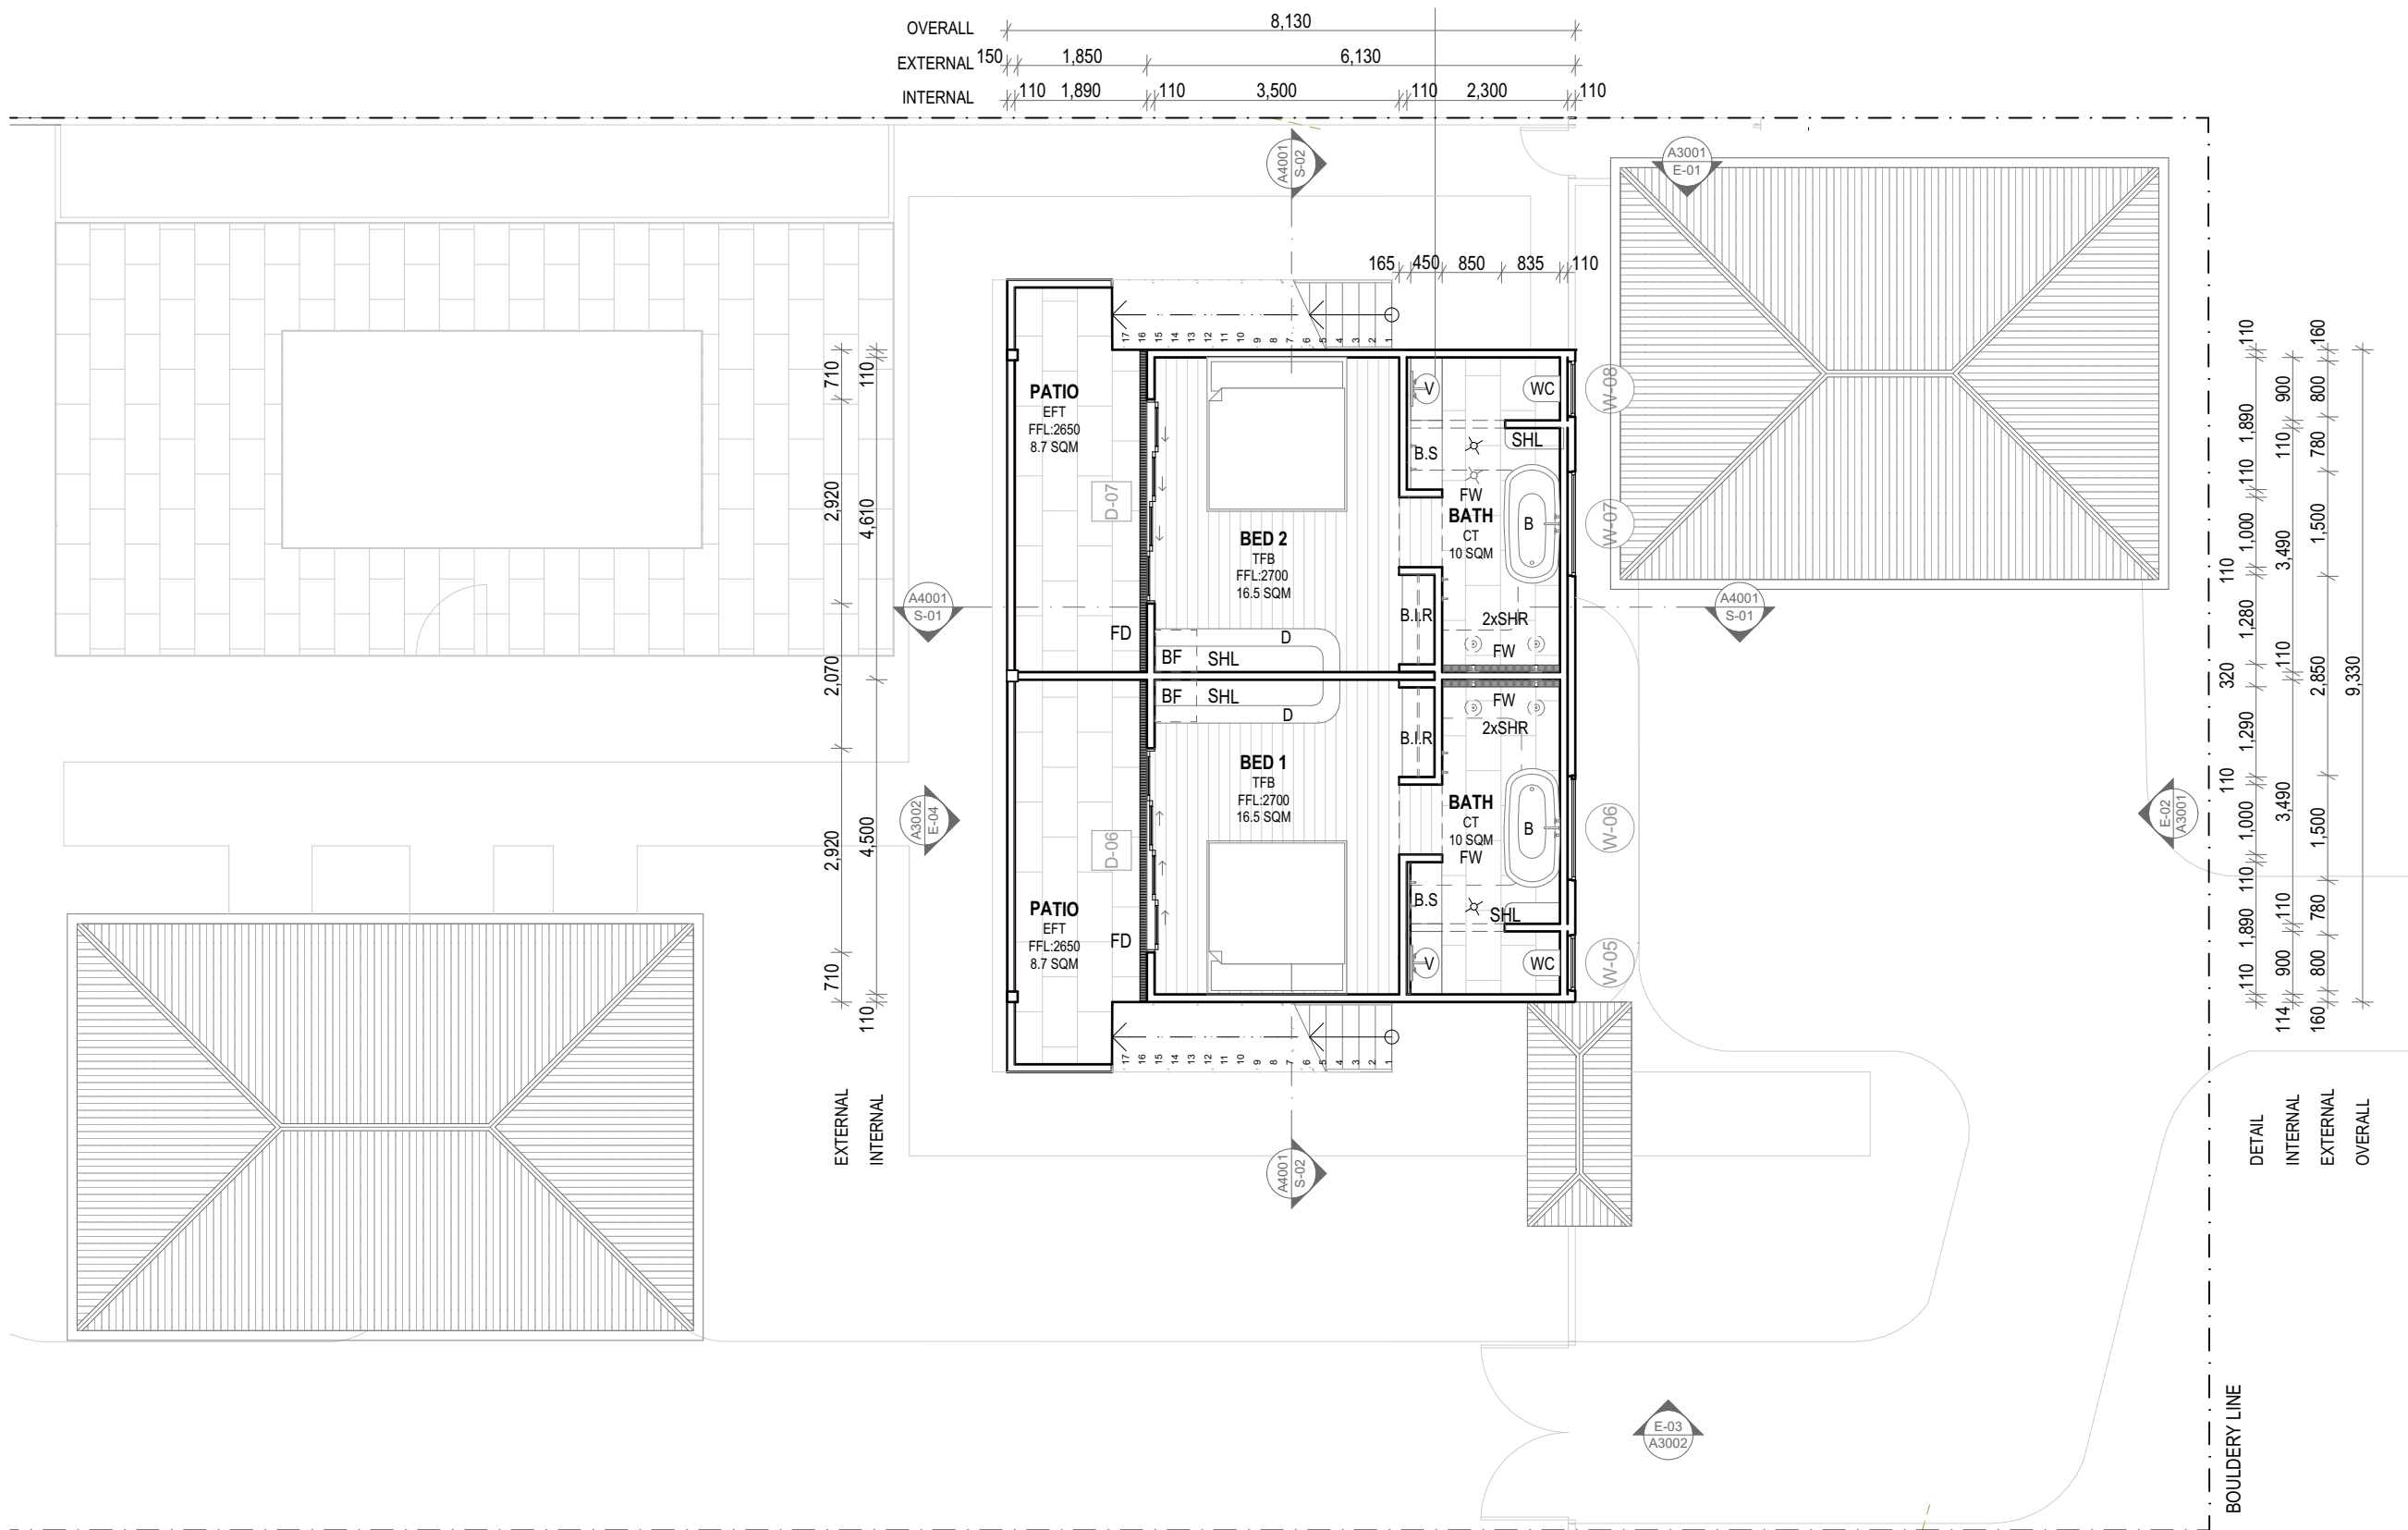 OVERALL 8,130
EXTERNAL 150 1,850 6,130
INTERNAL 110 1,890 110 3,500 110 2,300 110
A4001
S-02
A3001
E-01
165 450 850 835 110
17 16 15 14 13 12 11 10 9 8 7 6 5 4 3 2 1
PATIO
EFT
FFL:2650
8.7 SQM
D-07
BED 2
TFB
FFL:2700
16.5 SQM
V
WC
B.S
SHL
FW
BATH
CT
10 SQM
B
W-08
W-07
A4001
S-01
A4001
S-01
FD
B.I.R
2xSHR
FW
D
BF SHL
BF SHL
D
B.I.R
FW
2xSHR
BED 1
TFB
FFL:2700
16.5 SQM
BATH
CT
10 SQM
FW
B
W-06
A3002
E-04
D-06
PATIO
EFT
FFL:2650
8.7 SQM
FD
B.S
SHL
V
WC
W-05
E-02
A3001
17 16 15 14 13 12 11 10 9 8 7 6 5 4 3 2 1
A4001
S-02
E-03
A3002
EXTERNAL 710 2,920 2,070 2,920 710
INTERNAL 110 4,500 4,610 110
DETAIL 110 1,890 110 1,000 110 1,290 320 1,280 110 1,000 110 1,890 110
INTERNAL 114 900 110 3,490 110 3,490 110 900
EXTERNAL 160 800 780 1,500 2,850 1,500 780 800 160
OVERALL 9,330
BOULDERY LINE